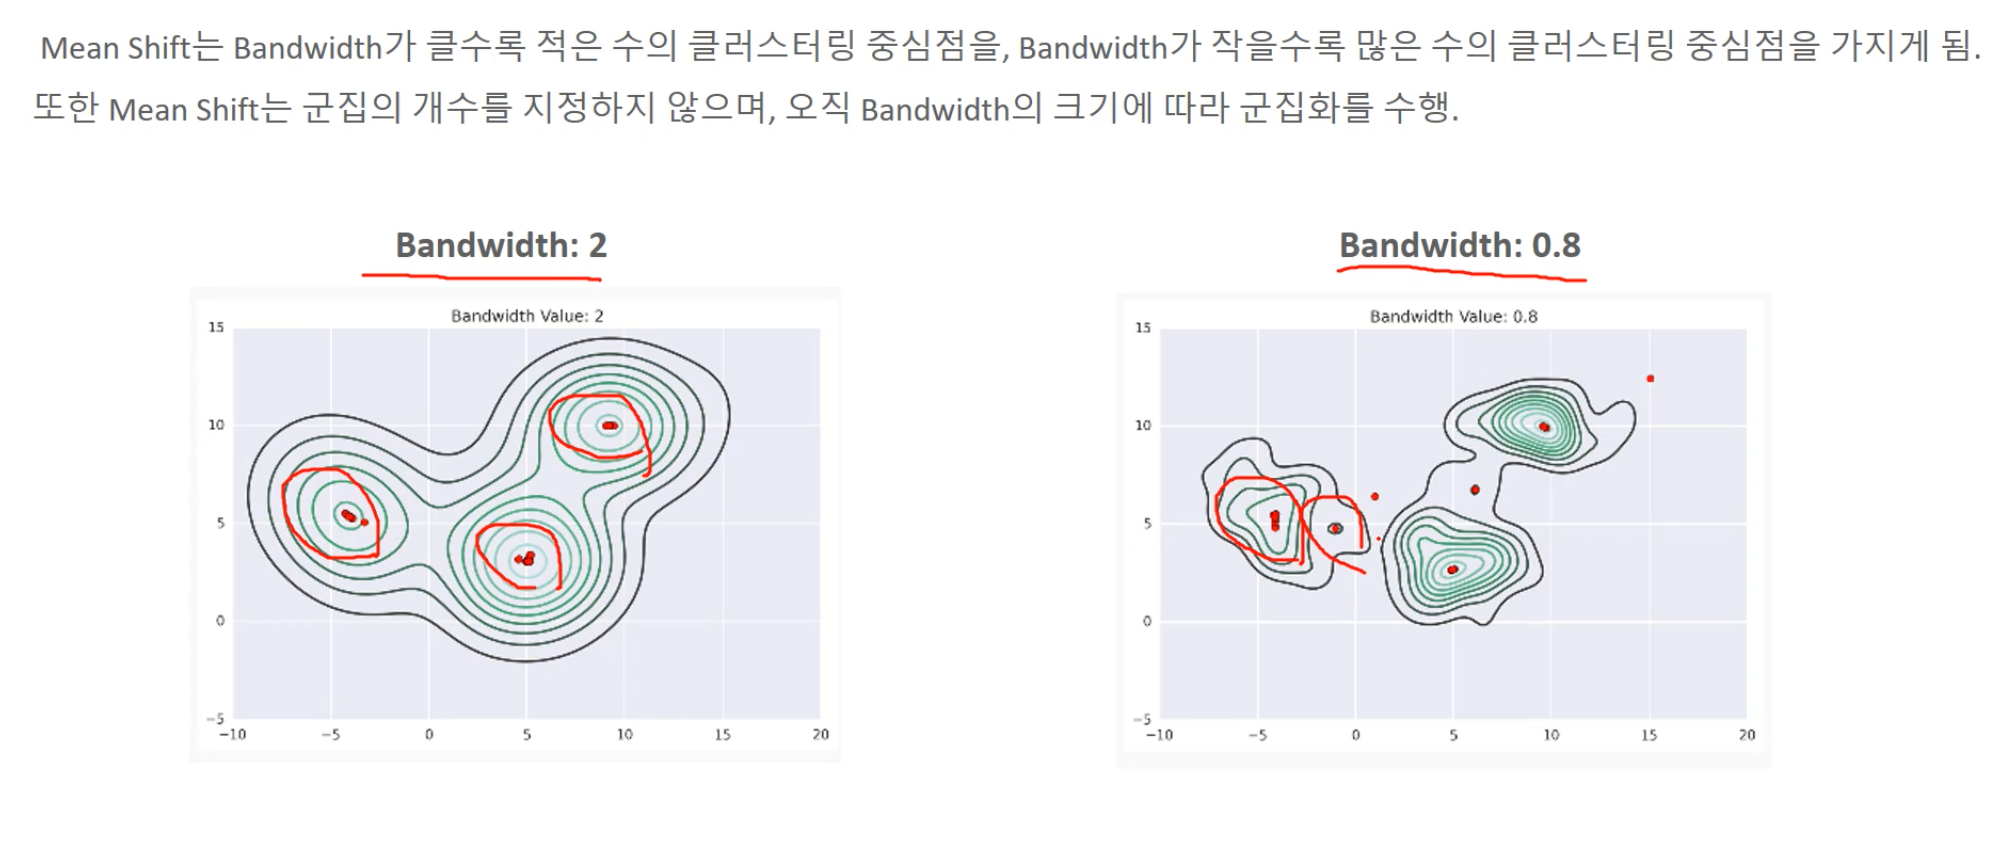 Mean Shift는 Bandwidth가 클수록 적은 수의 클러스터링 중심점을, Bandwidth가 작을수록 많은 수의 클러스터링 중심점을 가지게 됨.
또한 Mean Shift는 군집의 개수를 지정하지 않으며, 오직 Bandwidth의 크기에 따라 군집화를 수행.
Bandwidth: 2
Bandwidth Value: 2
15
10
5
0
−5
−10 −5 0 5 10 15 20
Bandwidth: 0.8
Bandwidth Value: 0.8
15
10
5
0
−5
−10 −5 0 5 10 15 20